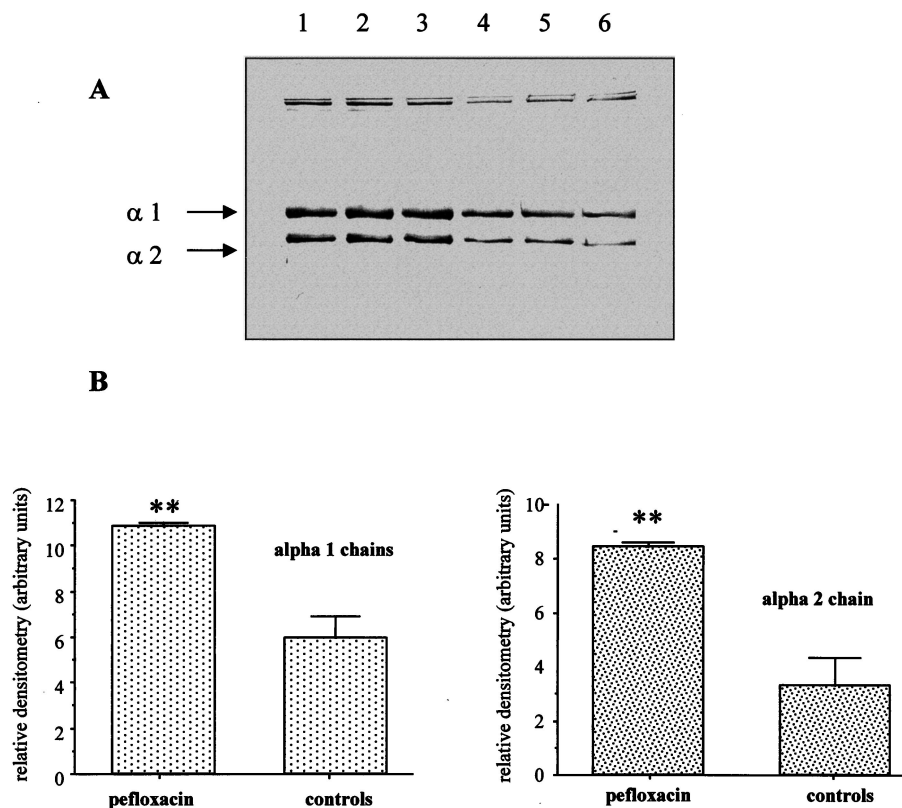 1 2 3 4 5 6
A
α 1
α 2
B
relative densitometry (arbitrary units)
12
10
8
6
4
2
0
**
alpha 1 chains
pefloxacin controls
relative densitometry (arbitrary units)
10
8
6
4
2
0
**
alpha 2 chain
pefloxacin controls